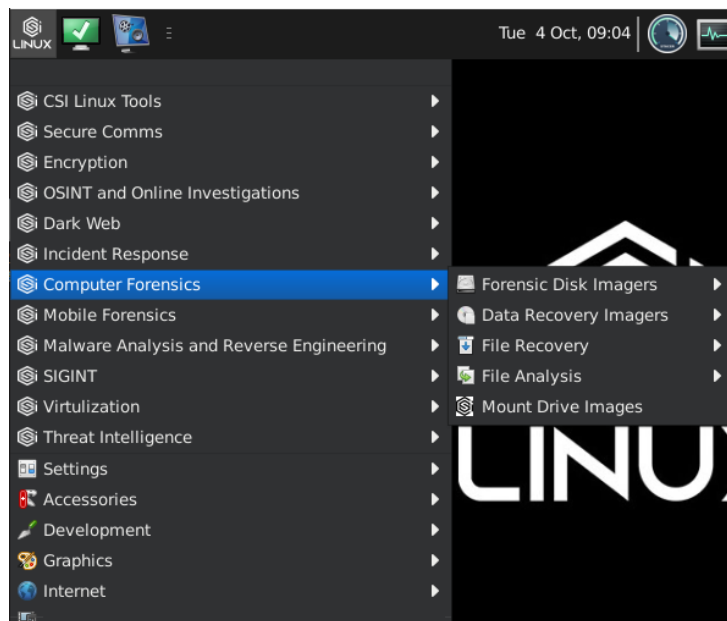 LINUX
Tue 4 Oct, 09:04
CSI Linux Tools
Secure Comms
Encryption
OSINT and Online Investigations
Dark Web
Incident Response
Computer Forensics
Mobile Forensics
Malware Analysis and Reverse Engineering
SIGINT
Virtulization
Threat Intelligence
Settings
Accessories
Development
Graphics
Internet
Forensic Disk Imagers
Data Recovery Imagers
File Recovery
File Analysis
Mount Drive Images
LINUX